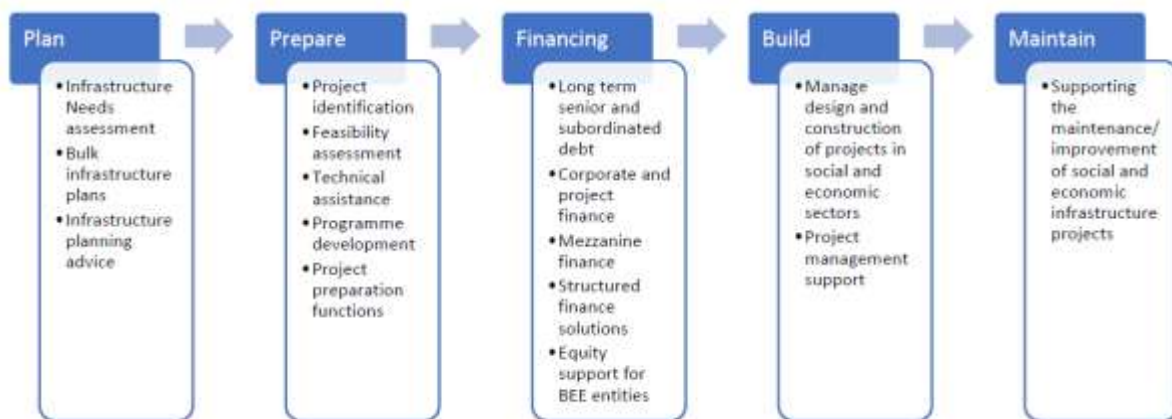 Plan
• Infrastructure
Needs
assessment
• Bulk
infrastructure
plans
• Infrastructure
planning
advice
Prepare
• Project
identification
• Feasibility
assessment
• Technical
assistance
• Programme
development
• Project
preparation
functions
Financing
• Long term
senior and
subordinated
debt
• Corporate and
project
finance
• Mezzanine
finance
• Structured
finance
solutions
• Equity
support for
BEE entities
Build
• Manage
design and
construction
of projects in
social and
economic
sectors
• Project
management
support
Maintain
• Supporting
the
maintenance/
improvement
of social and
economic
infrastructure
projects